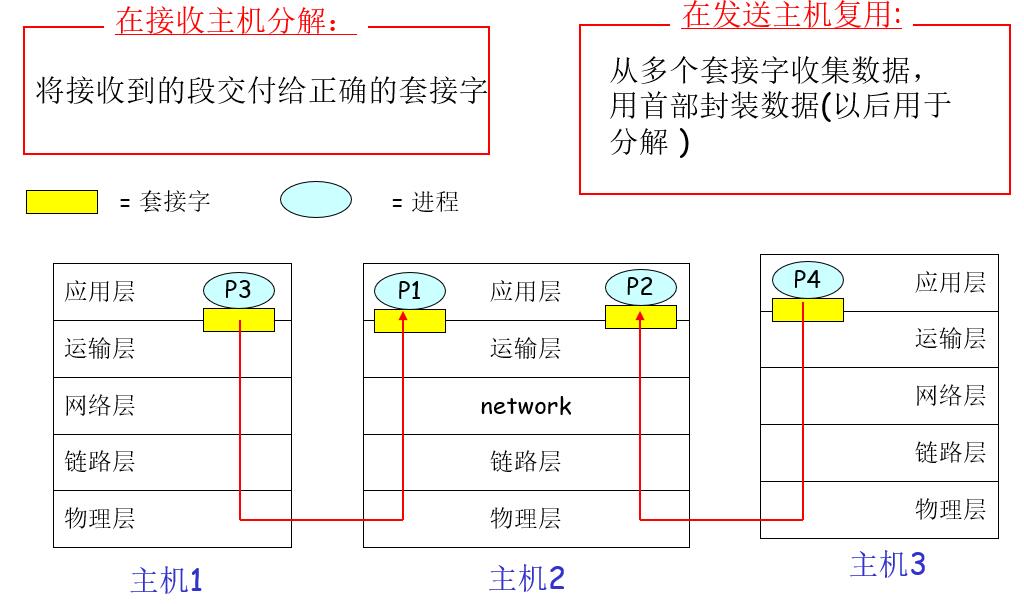 在接收主机分解：
将接收到的段交付给正确的套接字
在发送主机复用:
从多个套接字收集数据，
用首部封装数据(以后用于
分解 )
= 套接字
= 进程
应用层
P3
运输层
网络层
链路层
物理层
主机1
P1
应用层
P2
运输层
network
链路层
物理层
主机2
P4
应用层
运输层
网络层
链路层
物理层
主机3